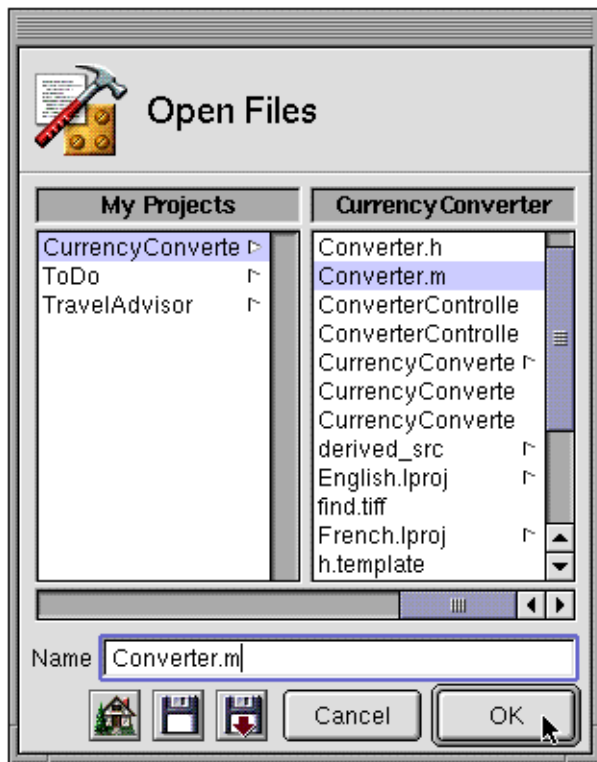 Open Files
My Projects
CurrencyConverte
ToDo
TravelAdvisor
CurrencyConverter
Converter.h
Converter.m
ConverterControlle
ConverterControlle
CurrencyConverte
CurrencyConverte
CurrencyConverte
derived_src
English.lproj
find.tiff
French.lproj
h.template
Name Converter.m
Cancel OK